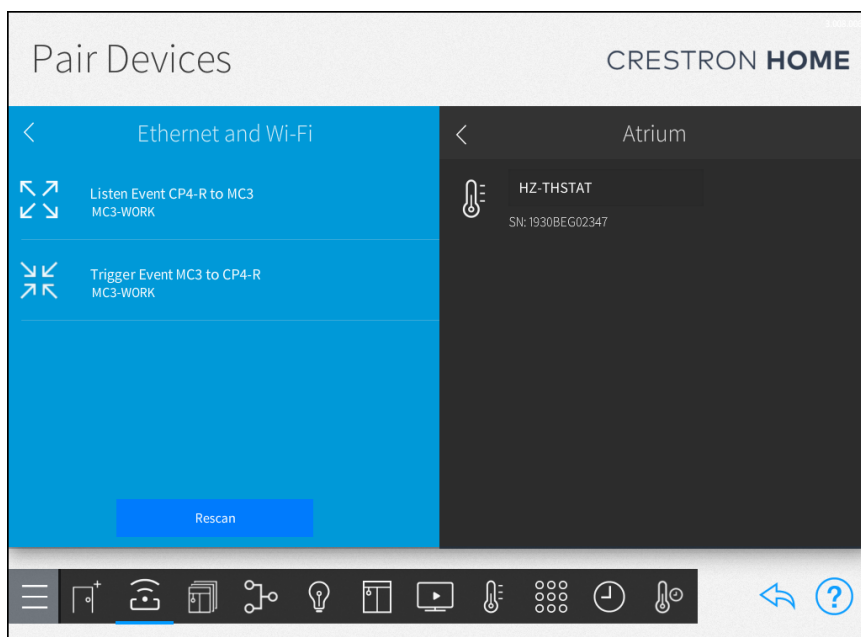 Pair Devices
CRESTRON HOME
Ethernet and Wi-Fi
Listen Event CP4-R to MC3
MC3-WORK
Trigger Event MC3 to CP4-R
MC3-WORK
Rescan
Atrium
HZ-THSTAT
SN: 1930BEG02347
?